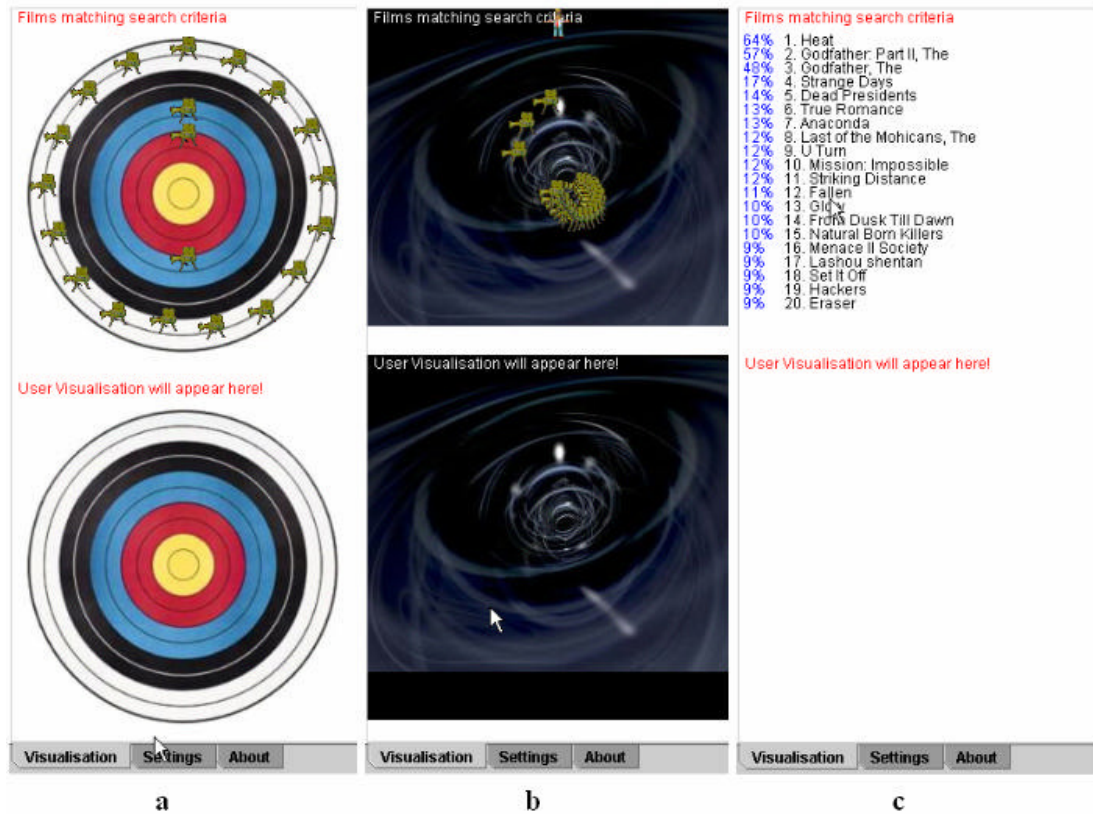 Films matching search criteria
User Visualisation will appear here!
Visualisation Settings About
a
Films matching search criteria
User Visualisation will appear here!
Visualisation Settings About
b
Films matching search criteria
64% 1. Heat
57% 2. Godfather: Part II, The
48% 3. Godfather, The
17% 4. Strange Days
14% 5. Dead Presidents
13% 6. True Romance
13% 7. Anaconda
12% 8. Last of the Mohicans, The
12% 9. U Turn
12% 10. Mission: Impossible
12% 11. Striking Distance
11% 12. Fallen
10% 13.
10% 14. From Dusk Till Dawn
10% 15. Natural Born Killers
9% 16. Menace II Society
9% 17. Lashou shentan
9% 18. Set It Off
9% 19. Hackers
9% 20. Eraser
User Visualisation will appear here!
Visualisation Settings About
c